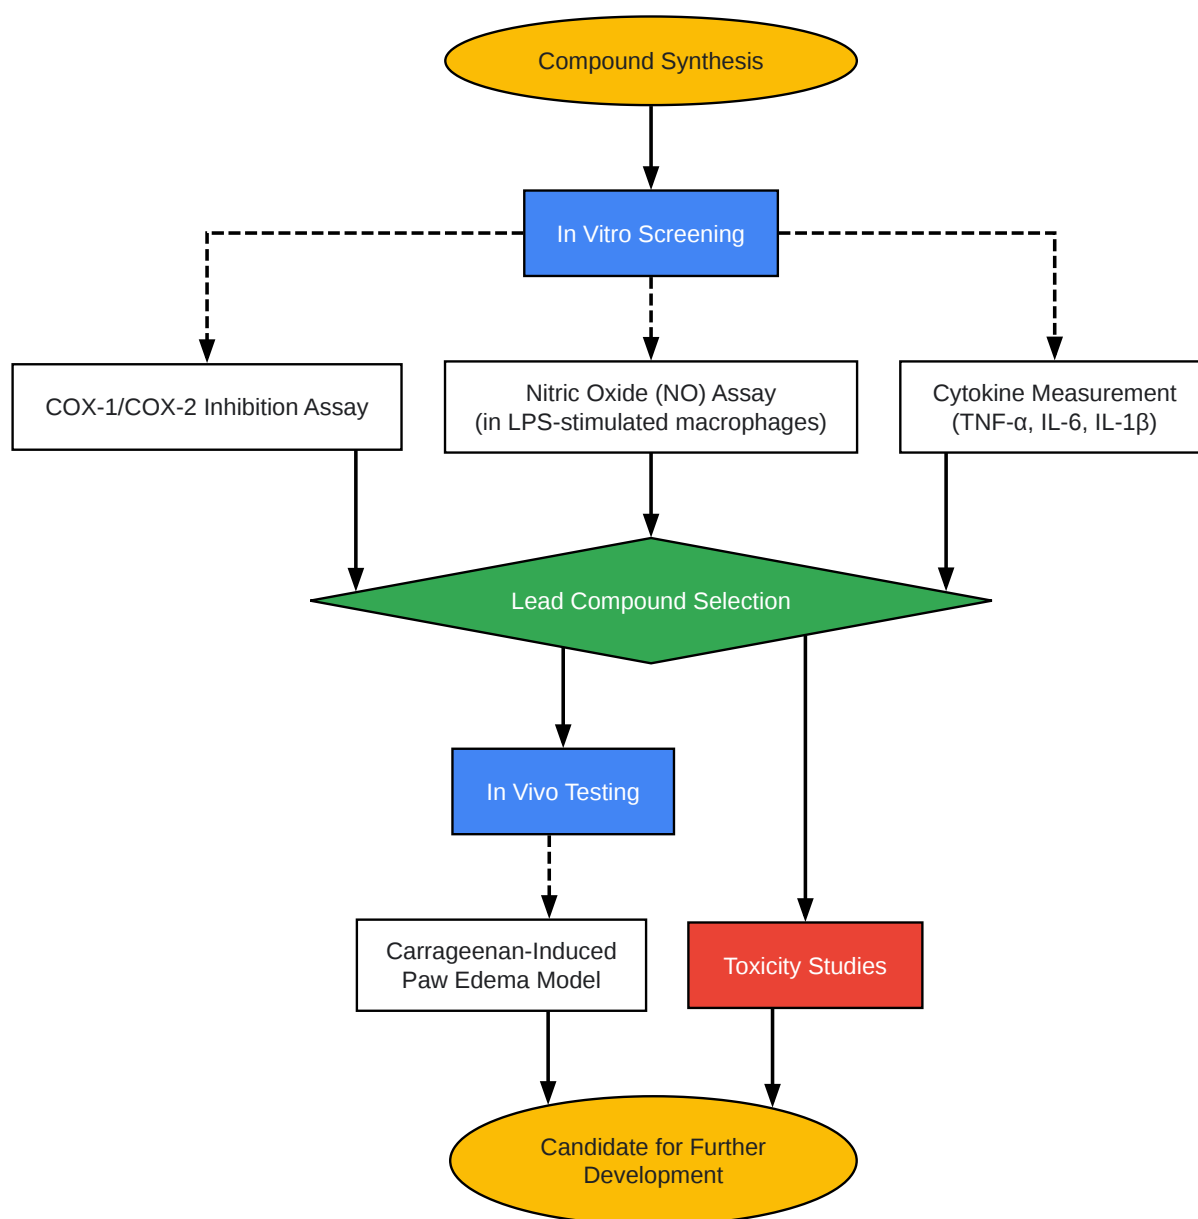 Compound Synthesis
In Vitro Screening
COX-1/COX-2 Inhibition Assay
Nitric Oxide (NO) Assay
(in LPS-stimulated macrophages)
Cytokine Measurement
(TNF-α, IL-6, IL-1β)
Lead Compound Selection
In Vivo Testing
Carrageenan-Induced
Paw Edema Model
Toxicity Studies
Candidate for Further
Development